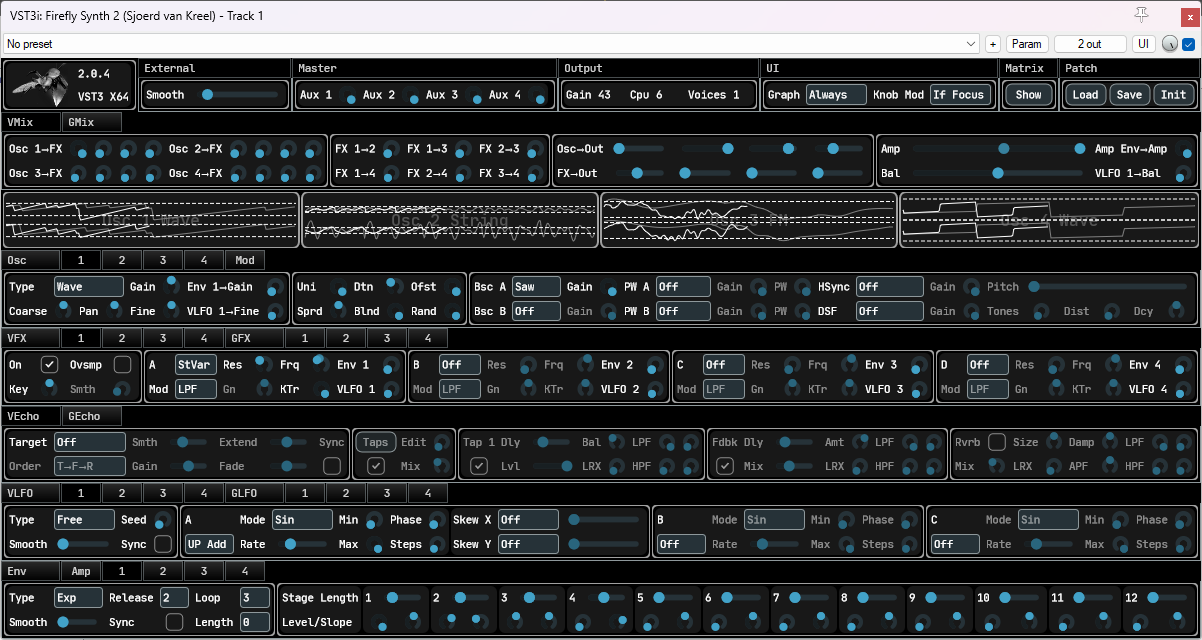 VST3i: Firefly Synth 2 (Sjoerd van Kreel) - Track 1 x
No preset + Param 2 out UI
2.0.4 External Master Output UI Matrix Patch
VST3 X64 Smooth Aux 1 Aux 2 Aux 3 Aux 4 Gain 43 Cpu 6 Voices 1 Graph Always Knob Mod If Focus Show Load Save Init
VMix GMix
Osc 1→FX Osc 2→FX FX 1→2 FX 1→3 FX 2→3 Osc→Out Amp Amp Env→Amp
Osc 3→FX Osc 4→FX FX 1→4 FX 2→4 FX 3→4 FX→Out Bal VLFO 1→Bal
Osc 1 Wave Osc 2 String Osc 3 FM Osc 4 Wave
Osc 1 2 3 4 Mod
Type Wave Gain Env 1→Gain Uni Dtn Ofst Bsc A Saw Gain PW A Off Gain PW HSync Off Gain Pitch
Coarse Pan Fine VLFO 1→Fine Sprd Blnd Rand Bsc B Off Gain PW B Off Gain PW DSF Off Gain Tones Dist Dcy
VFX 1 2 3 4 GFX 1 2 3 4
On Ovsmp A StVar Res Frq Env 1 B Off Res Frq Env 2 C Off Res Frq Env 3 D Off Res Frq Env 4
Key Smth Mod LPF Gn KTr VLFO 1 Mod LPF Gn KTr VLFO 2 Mod LPF Gn KTr VLFO 3 Mod LPF Gn KTr VLFO 4
VEcho GEcho
Target Off Smth Extend Sync Taps Edit Tap 1 Dly Bal LPF Fdbk Dly Amt LPF Rvrb Size Damp LPF
Order T→F→R Gain Fade Mix Lvl LRX HPF Mix LRX HPF Mix LRX APF HPF
VLFO 1 2 3 4 GLFO 1 2 3 4
Type Free Seed A Mode Sin Min Phase Skew X Off B Mode Sin Min Phase C Mode Sin Min Phase
Smooth Sync UP Add Rate Max Steps Skew Y Off Off Rate Max Steps Off Rate Max Steps
Env Amp 1 2 3 4
Type Exp Release 2 Loop 3 Stage Length 1 2 3 4 5 6 7 8 9 10 11 12
Smooth Sync Length 0 Level/Slope